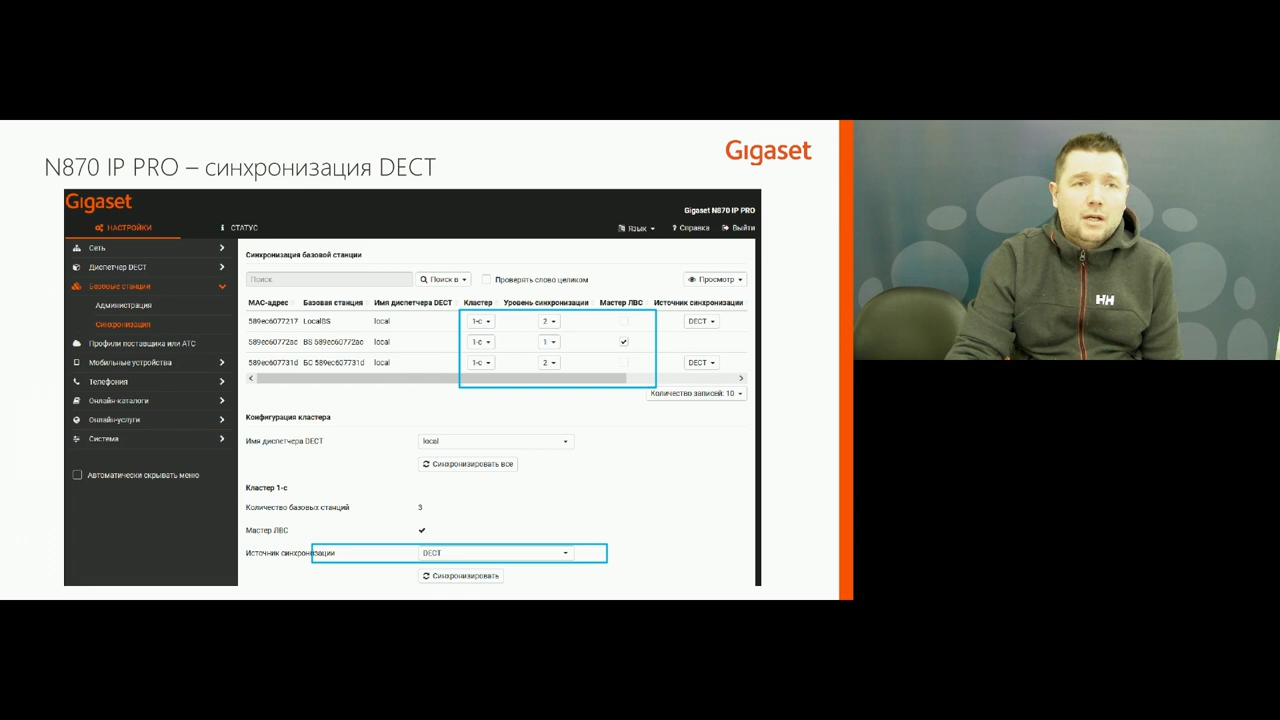 Gigaset
N870 IP PRO – синхронизация DECT
Gigaset
Gigaset N870 IP PRO
НАСТРОЙКИ
СТАТУС
Язык
Справка
Выйти
Сеть
Диспетчер DECT
Базовые станции
Администрация
Синхронизация
Профили поставщика или АТС
Мобильные устройства
Телефония
Онлайн-каталоги
Онлайн-услуги
Система
Автоматически скрывать меню
Синхронизация базовой станции
Поиск
Поиск в
Проверять слово целиком
Просмотр
MAC-адрес Базовая станция Имя диспетчера DECT Кластер Уровень синхронизации Мастер ЛВС Источник синхронизации
589ec6077217 LocalBS local 1-c 2 DECT
589ec60772ac BS 589ec60772ac local 1-c 1
589ec607731d БС 589ec607731d local 1-c 2 DECT
Количество записей: 10
Конфигурация кластера
Имя диспетчера DECT local
Синхронизировать все
Кластер 1-c
Количество базовых станций 3
Мастер ЛВС
Источник синхронизации DECT
Синхронизировать
HH